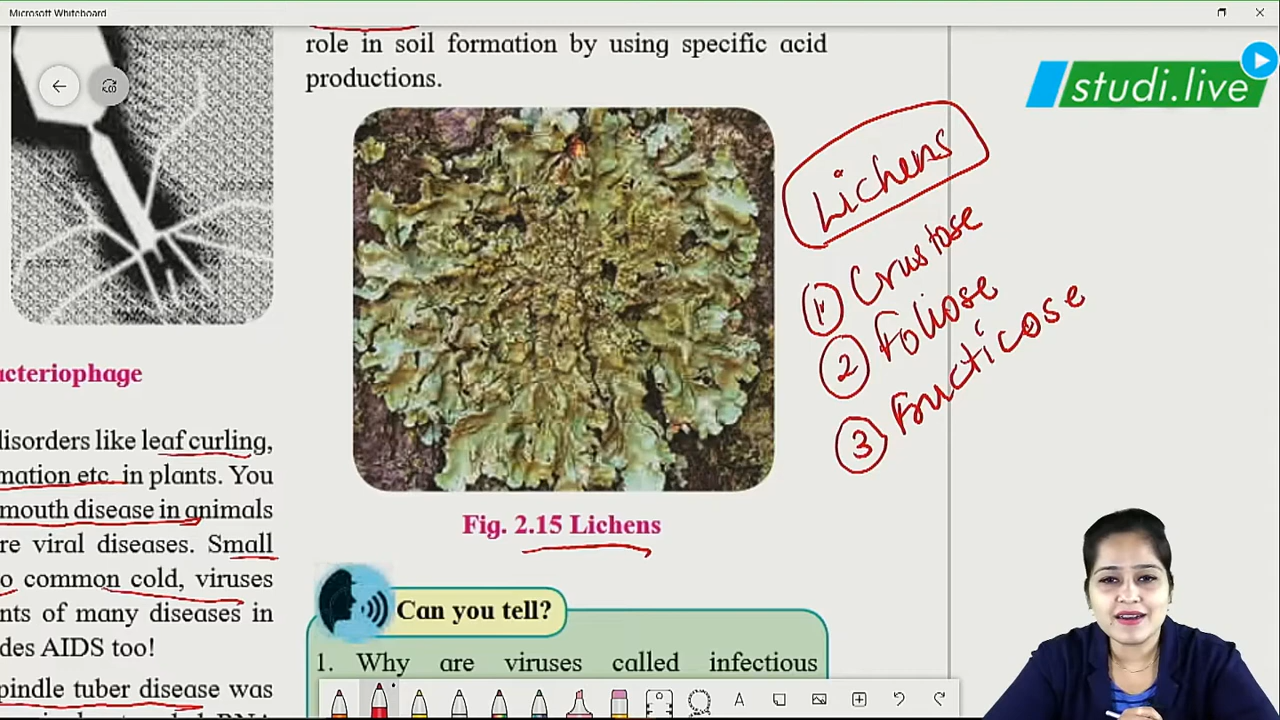 Microsoft Whiteboard
role in soil formation by using specific acid
productions.
studi.live
Lichens
1 Crustose
2 Foliose
3 Fructicose
cteriophage
disorders like leaf curling,
mation etc. in plants. You
mouth disease in animals
re viral diseases. Small
o common cold, viruses
nts of many diseases in
des AIDS too!
pindle tuber disease was
Fig. 2.15 Lichens
Can you tell?
1. Why are viruses called infectious
A